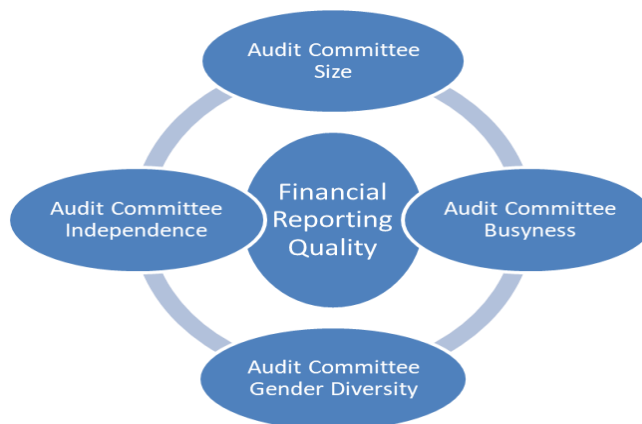 Audit Committee
Size
Audit Committee
Independence
Financial
Reporting
Quality
Audit Committee
Busyness
Audit Committee
Gender Diversity